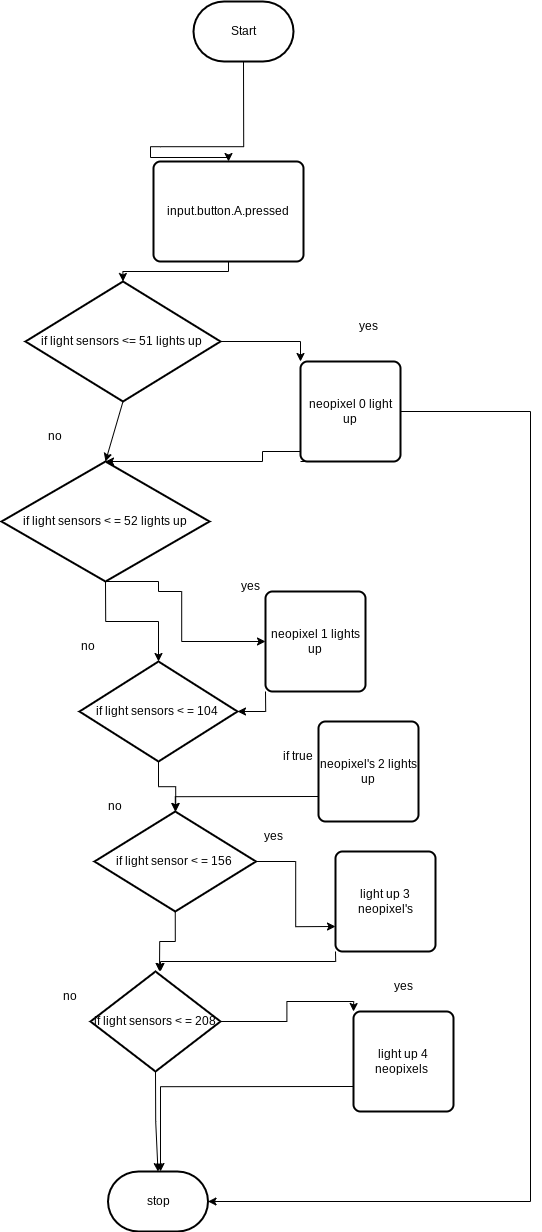 Start
input.button.A.pressed
if light sensors <= 51 lights up
yes
neopixel 0 light
up
no
if light sensors < = 52 lights up
yes
neopixel 1 lights
up
no
if light sensors < = 104
if true
neopixel's 2 lights
up
no
yes
if light sensor < = 156
light up 3
neopixel's
no
yes
if light sensors < = 208
light up 4
neopixels
stop